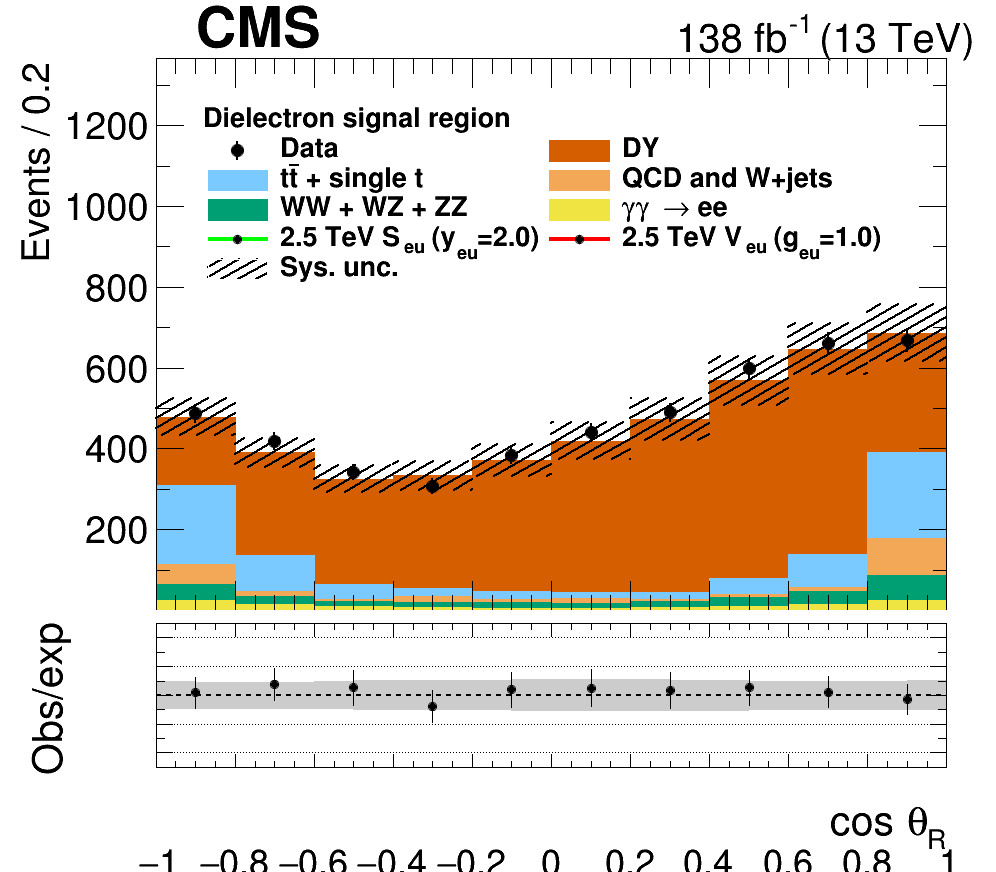 CMS 138 fb-1 (13 TeV)
Events / 0.2
1200
1000
800
600
400
200
Dielectron signal region
Data DY
tt̄ + single t QCD and W+jets
WW + WZ + ZZ γγ → ee
2.5 TeV Seu (yeu=2.0) 2.5 TeV Veu (geu=1.0)
Sys. unc.
Obs/exp
cos θR
−1 −0.8 −0.6 −0.4 −0.2 0 0.2 0.4 0.6 0.8 1